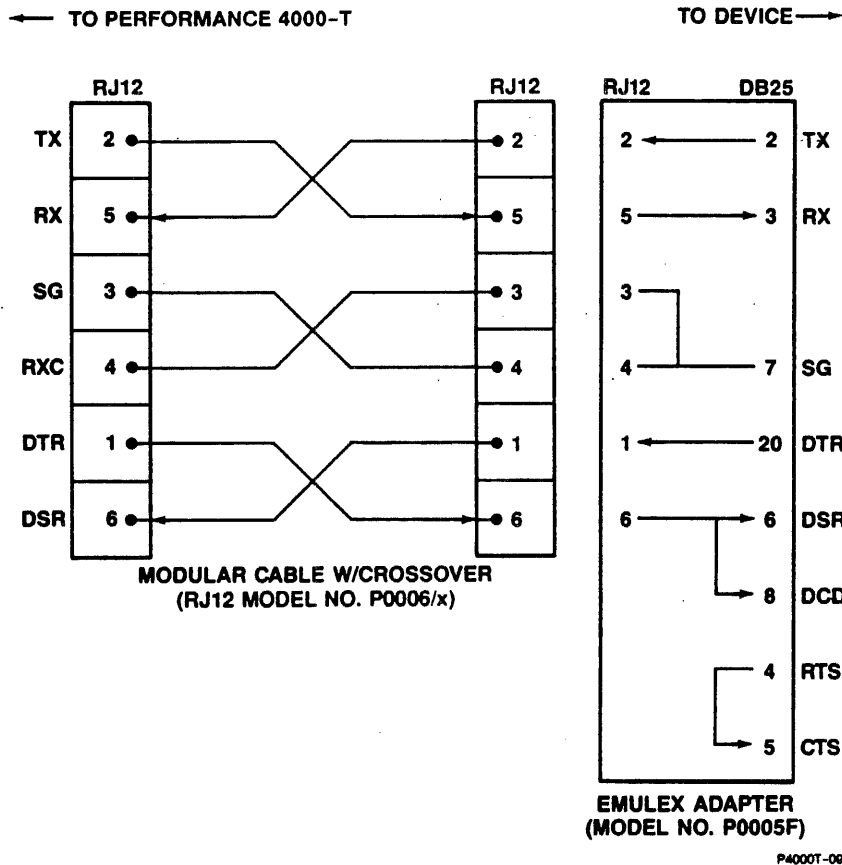 TO PERFORMANCE 4000-T TO DEVICE
RJ12 RJ12 RJ12 DB25
TX 2 2 2 2 TX
RX 5 5 5 3 RX
SG 3 3 3
RXC 4 4 4 7 SG
DTR 1 1 1 20 DTR
DSR 6 6 6 6 DSR
8 DCD
4 RTS
5 CTS
MODULAR CABLE W/CROSSOVER
(RJ12 MODEL NO. P0006/x)
EMULEX ADAPTER
(MODEL NO. P0005F)
P4000T-09